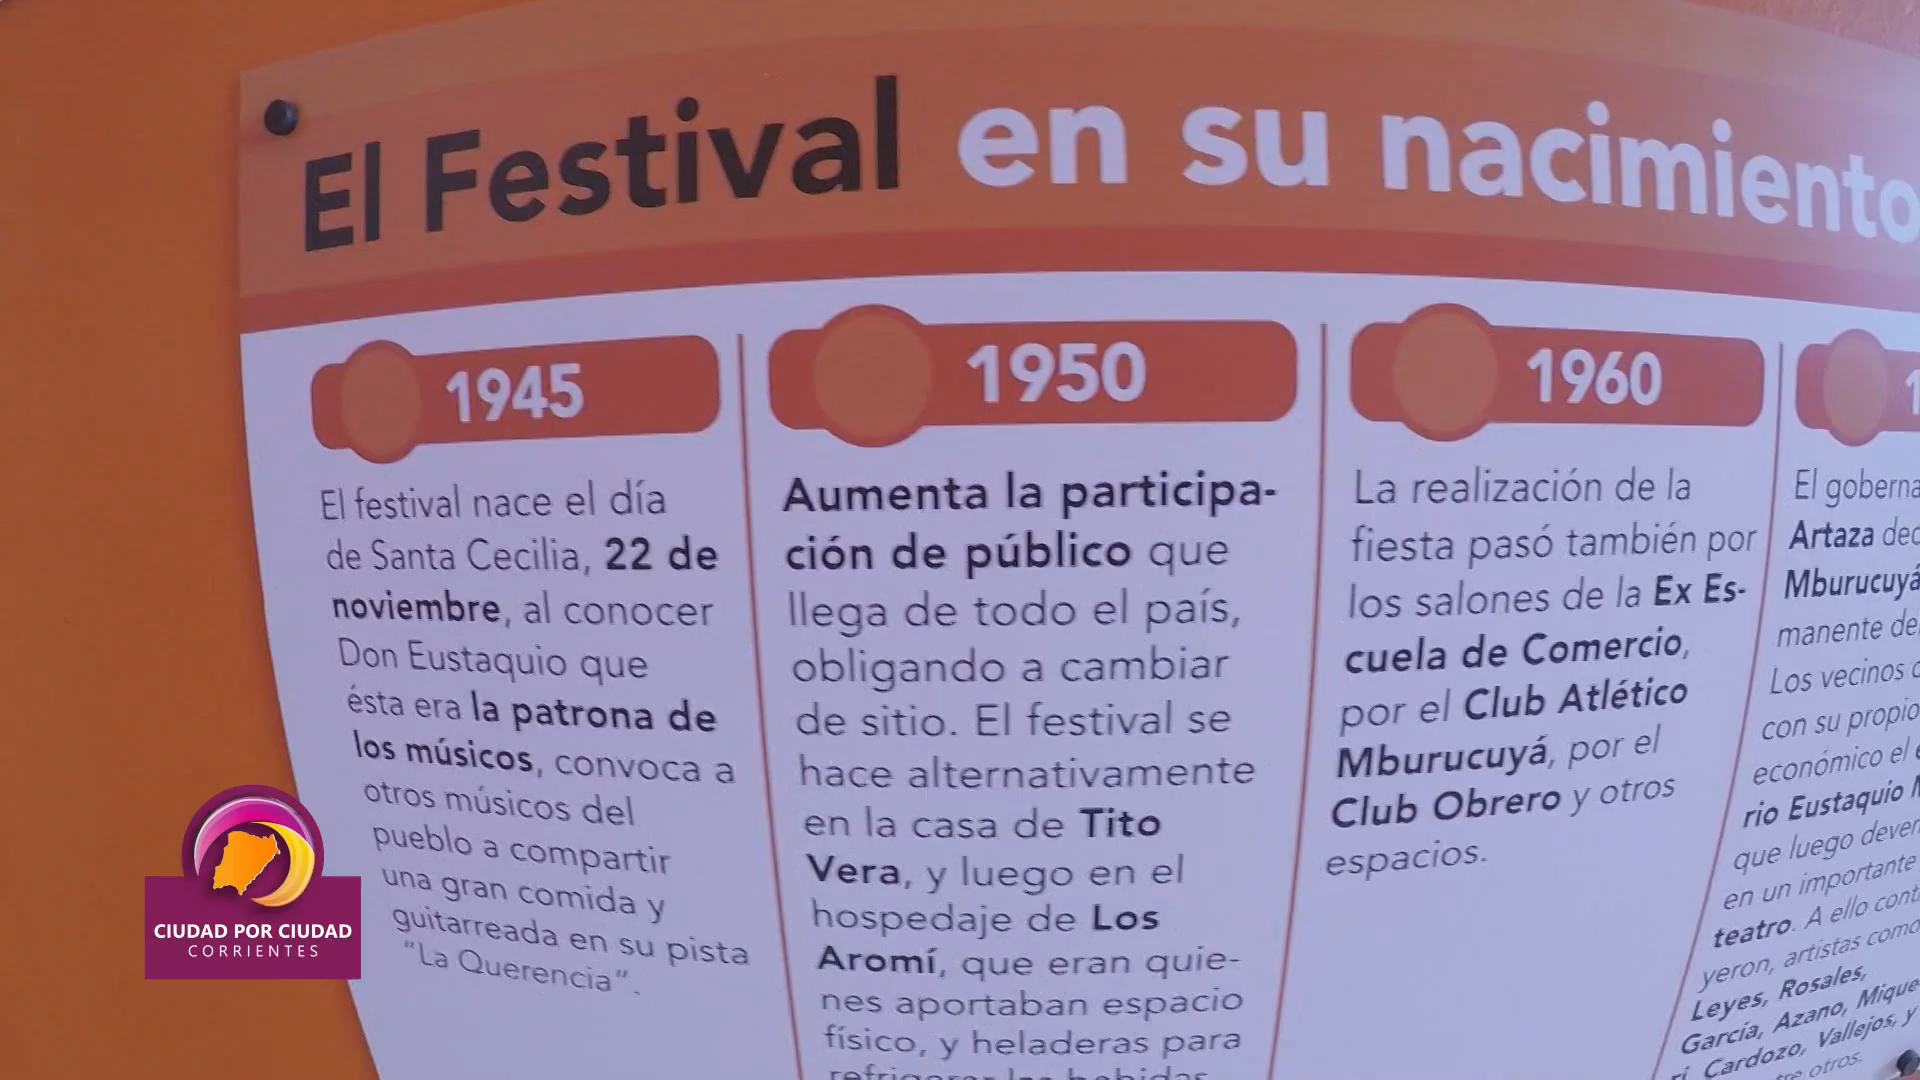 El Festival en su nacimiento
1945
El festival nace el día
de Santa Cecilia, 22 de
noviembre, al conocer
Don Eustaquio que
ésta era la patrona de
los músicos, convoca a
otros músicos del
pueblo a compartir
una gran comida y
guitarreada en su pista
"La Querencia".
1950
Aumenta la participa-
ción de público que
llega de todo el país,
obligando a cambiar
de sitio. El festival se
hace alternativamente
en la casa de Tito
Vera, y luego en el
hospedaje de Los
Aromí, que eran quie-
nes aportaban espacio
físico, y heladeras para
refrigerar las bebidas
1960
La realización de la
fiesta pasó también por
los salones de la Ex Es-
cuela de Comercio,
por el Club Atlético
Mburucuyá, por el
Club Obrero y otros
espacios.
El
Artaza
Mburucuyá
manente
Los vecinos
con su propio
económico el
rio Eustaquio
que luego
en un importante
teatro. A ello
yeron, artistas como
Leyes, Rosales,
García, Azano,
Cardozo, Vallejos, y
otros.
CIUDAD POR CIUDAD
CORRIENTES